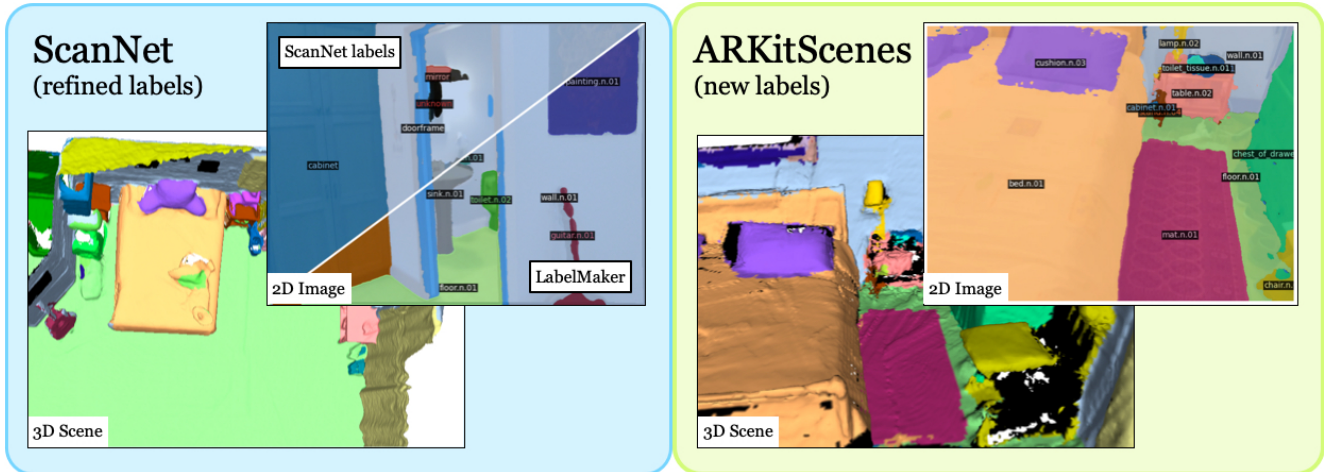 ScanNet
(refined labels)
ScanNet labels
mirror
unknown
doorframe
cabinet
painting.n.01
sink.n.01
toilet.n.02
wall.n.01
guitar.n.01
floor.n.01
LabelMaker
2D Image
3D Scene
ARKitScenes
(new labels)
lamp.n.02
wall.n.01
cushion.n.03
toilet_tissue.n.01
table.n.02
cabinet.n.01
chest_of_drawe
bed.n.01
floor.n.01
mat.n.01
chair.n.
2D Image
3D Scene